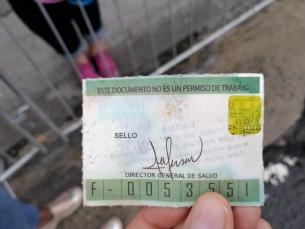 ESTE DOCUMENTO NO ES UN PERMISO DE TRABAJO
SELLO
DIRECTOR GENERAL DE SALUD
F-0053551